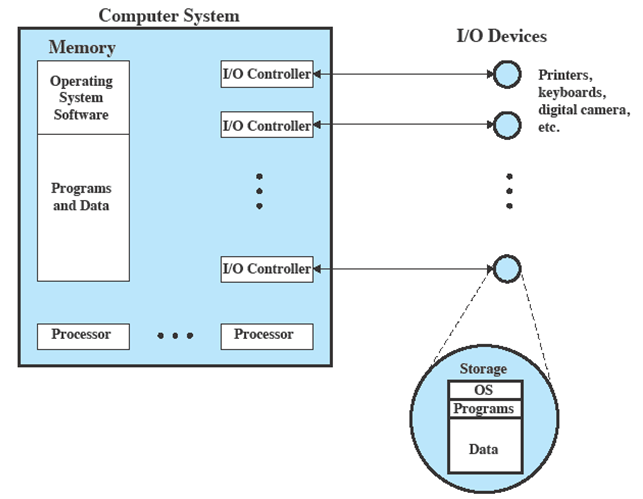 Computer System
I/O Devices
Memory
Operating
System
Software
Programs
and Data
I/O Controller
I/O Controller
I/O Controller
Printers,
keyboards,
digital camera,
etc.
Processor
Processor
Storage
OS
Programs
Data